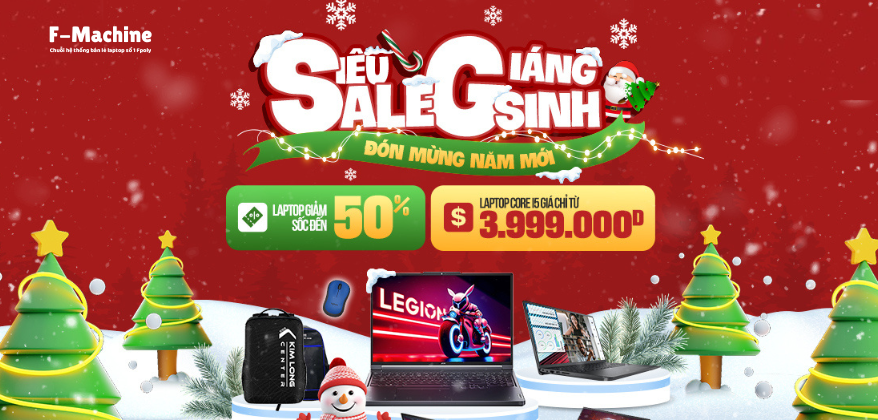 F-Machine
Chuỗi hệ thống bán lẻ laptop số 1 Fpoly
SIÊU SALE GIÁNG SINH
ĐÓN MỪNG NĂM MỚI
LAPTOP GIẢM
SỐC ĐẾN
50%
LAPTOP CORE I5 GIÁ CHỈ TỪ
$
3.999.000Đ
LEGION
KIM LONG
CENTER